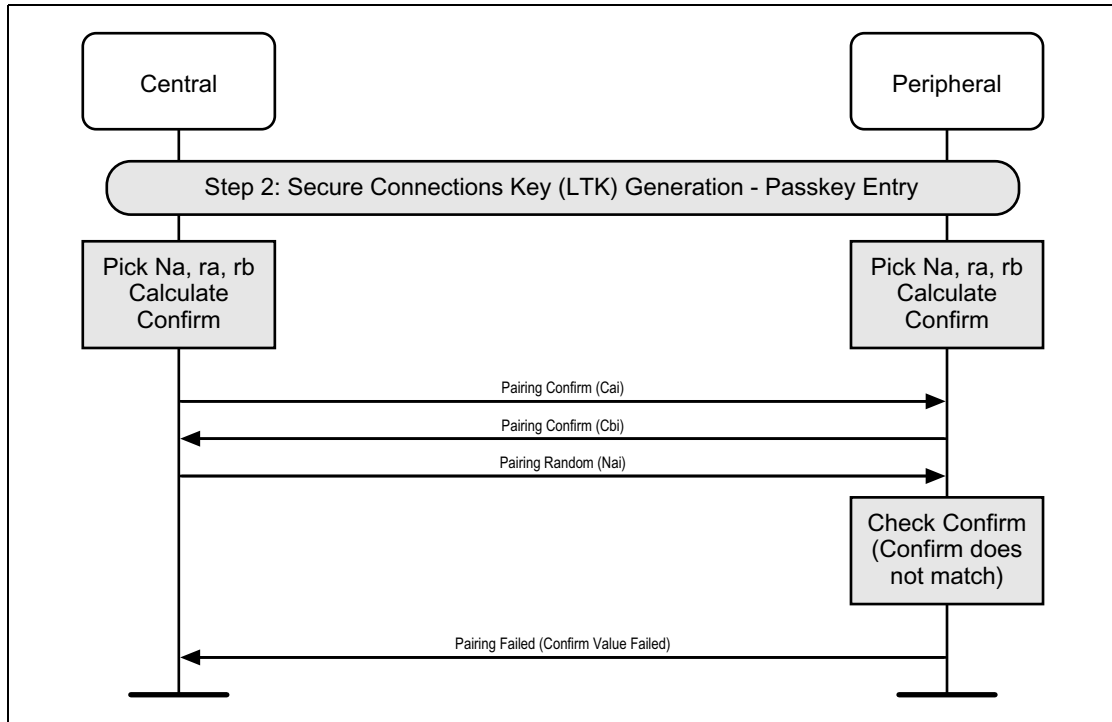 Central
Peripheral
Step 2: Secure Connections Key (LTK) Generation - Passkey Entry
Pick Na, ra, rb
Calculate
Confirm
Pick Na, ra, rb
Calculate
Confirm
Pairing Confirm (Cai)
Pairing Confirm (Cbi)
Pairing Random (Nai)
Check Confirm
(Confirm does
not match)
Pairing Failed (Confirm Value Failed)